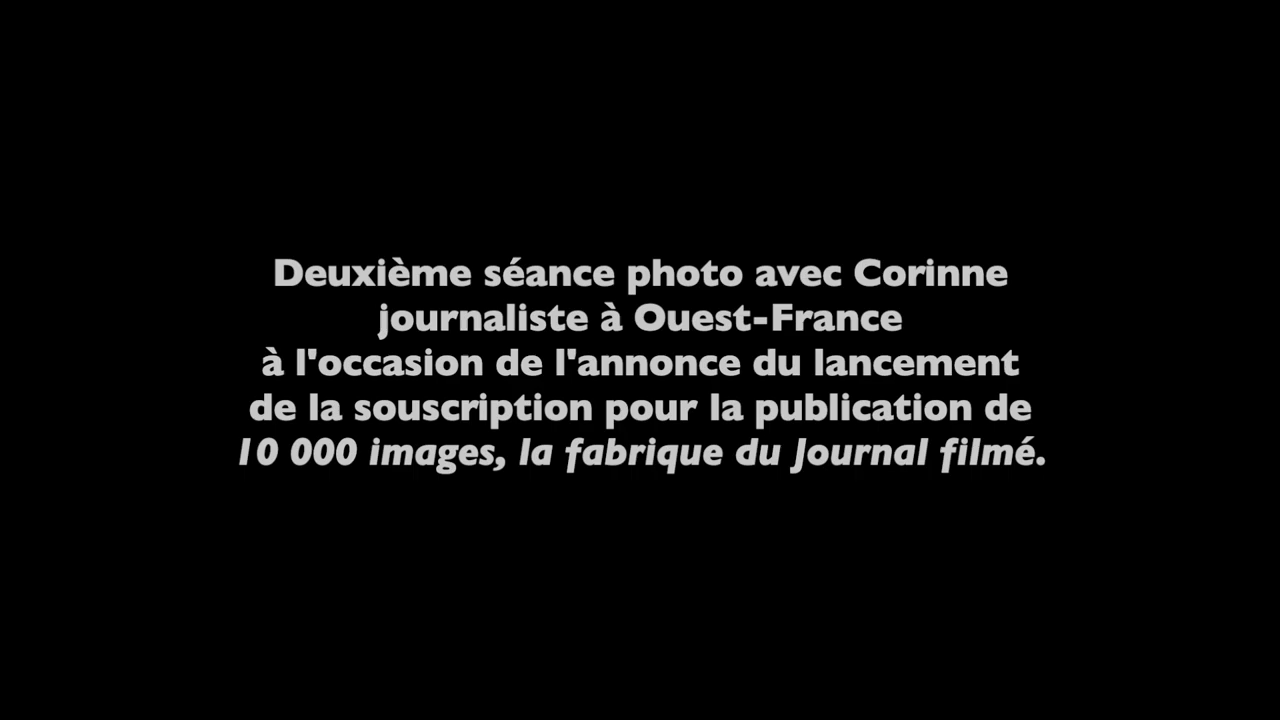 Deuxième séance photo avec Corinne
journaliste à Ouest-France
à l'occasion de l'annonce du lancement
de la souscription pour la publication de
10 000 images, la fabrique du Journal filmé.